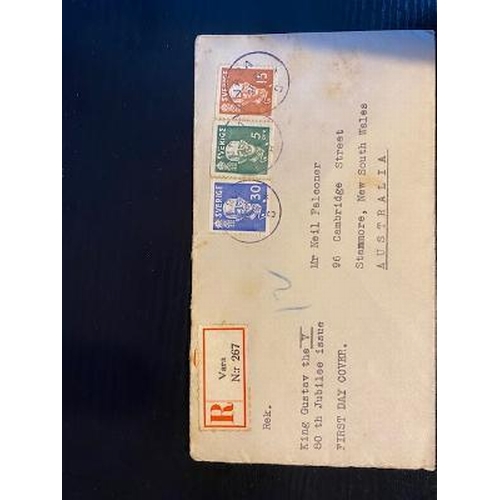 SVERIGE
30
SVERIGE
5
SVERIGE
15
R
Vara
N:r 267
Rek.
King Gustav the V
80 th Jubilee issue
FIRST DAY COVER.
Mr Neil Falconer
96 Cambridge Street
Stanmore, New South Wales
AUSTRALIA